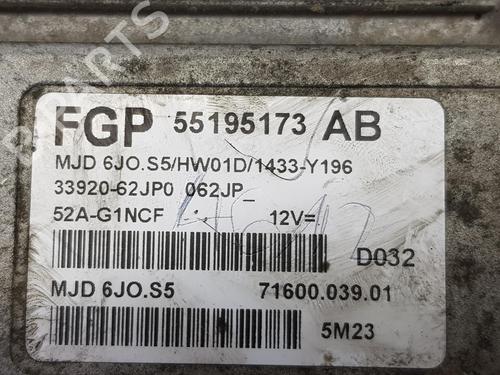 FGP 55195173 AB
MJD 6JO.S5/HW01D/1433-Y196
33920-62JP0 062JP_
52A-G1NCF 12V=
D032
MJD 6JO.S5 71600.039.01
5M23